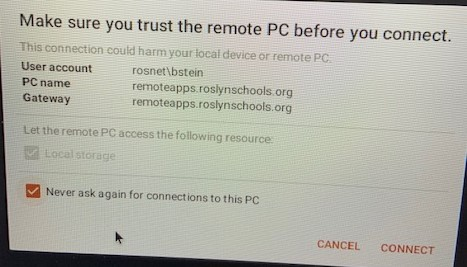 Make sure you trust the remote PC before you connect.
This connection could harm your local device or remote PC.
User account rosnet\bstein
PC name remoteapps.roslynschools.org
Gateway remoteapps.roslynschools.org
Let the remote PC access the following resource:
Local storage
Never ask again for connections to this PC
CANCEL CONNECT